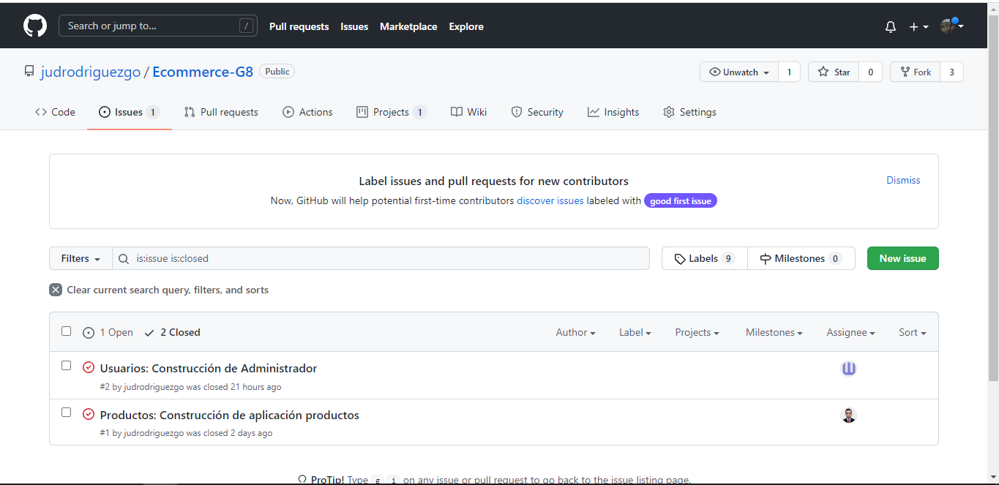 Search or jump to... / Pull requests Issues Marketplace Explore
judrodriguezgo / Ecommerce-G8 Public Unwatch 1 Star 0 Fork 3
Code Issues 1 Pull requests Actions Projects 1 Wiki Security Insights Settings
Label issues and pull requests for new contributors
Dismiss
Now, GitHub will help potential first-time contributors discover issues labeled with good first issue
Filters is:issue is:closed Labels 9 Milestones 0 New issue
Clear current search query, filters, and sorts
1 Open 2 Closed Author Label Projects Milestones Assignee Sort
Usuarios: Construcción de Administrador
#2 by judrodriguezgo was closed 21 hours ago
Productos: Construcción de aplicación productos
#1 by judrodriguezgo was closed 2 days ago
ProTip! Type g i on any issue or pull request to go back to the issue listing page.